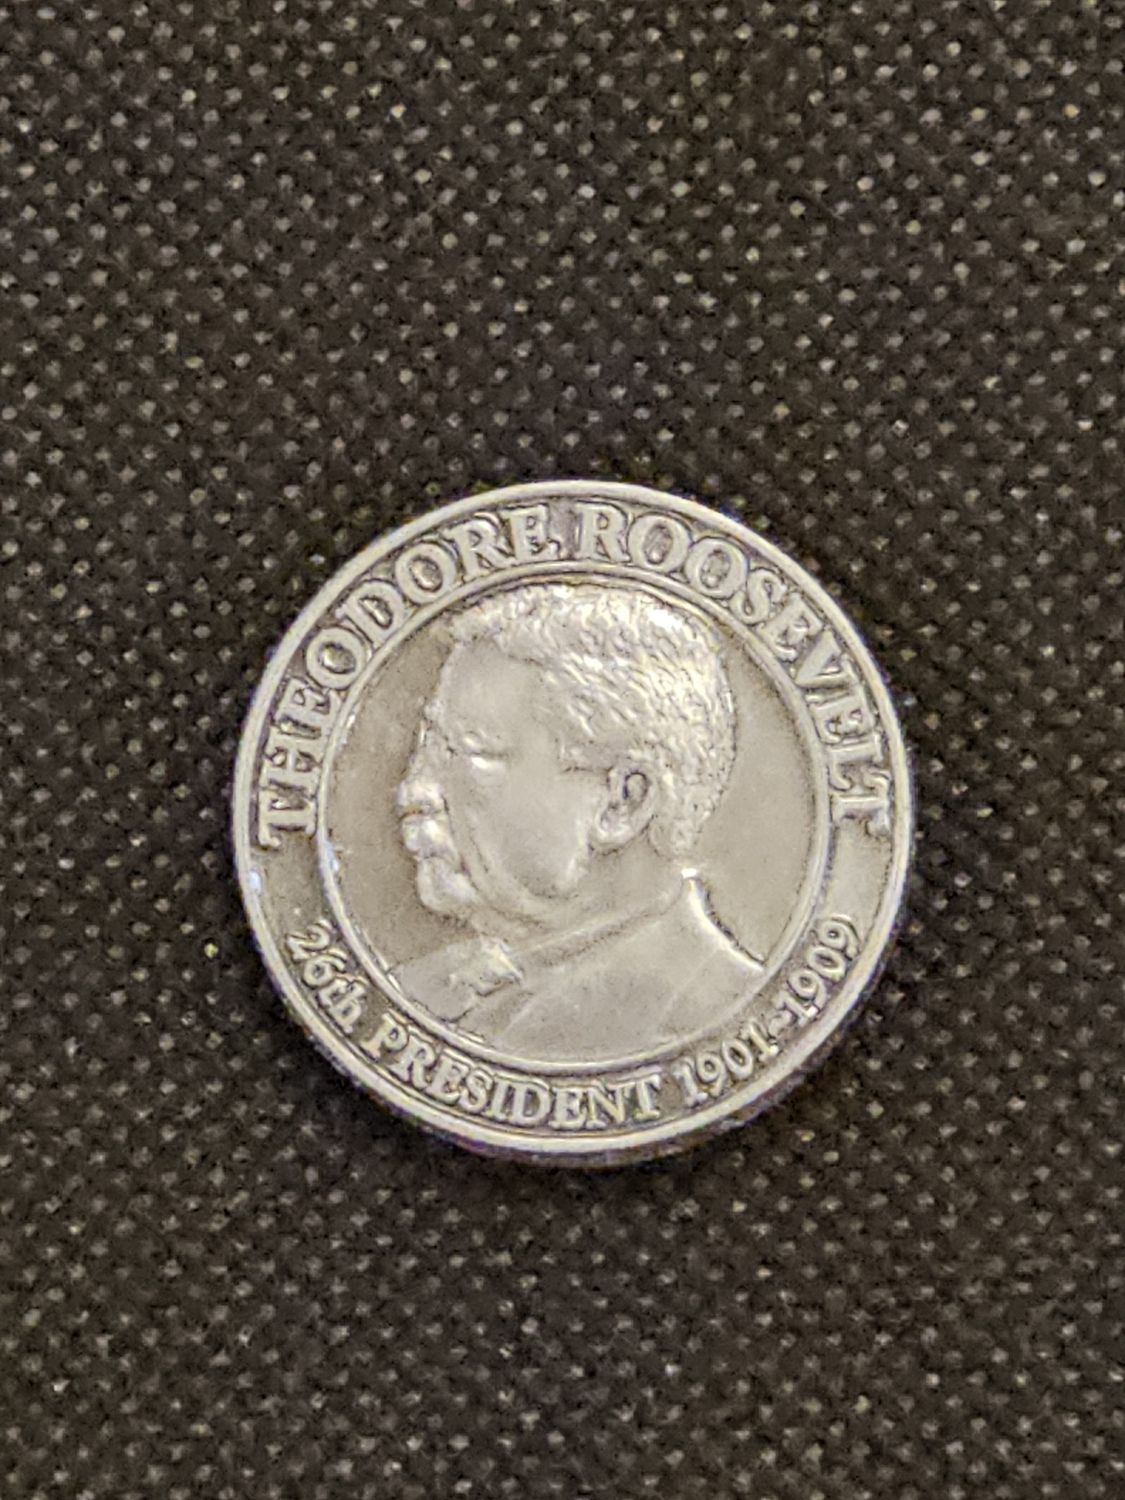 THEODORE ROOSEVELT
26th PRESIDENT 1901-1909